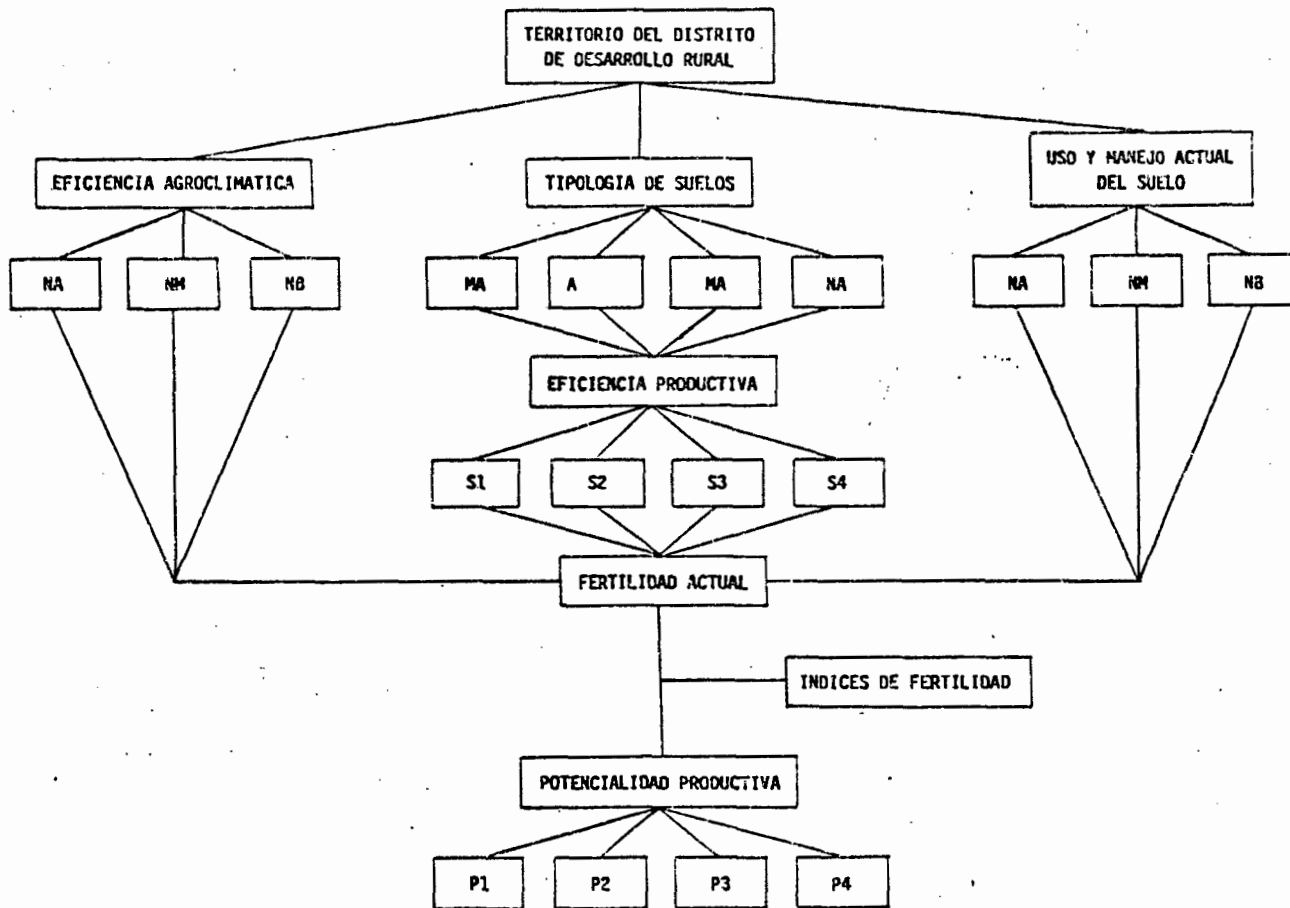 TERRITORIO DEL DISTRITO
DE DESARROLLO RURAL
EFICIENCIA AGROCLIMATICA
TIPOLOGIA DE SUELOS
USO Y MANEJO ACTUAL
DEL SUELO
NA
NM
NB
MA
A
MA
NA
NA
NM
NB
EFICIENCIA PRODUCTIVA
S1
S2
S3
S4
FERTILIDAD ACTUAL
INDICES DE FERTILIDAD
POTENCIALIDAD PRODUCTIVA
P1
P2
P3
P4